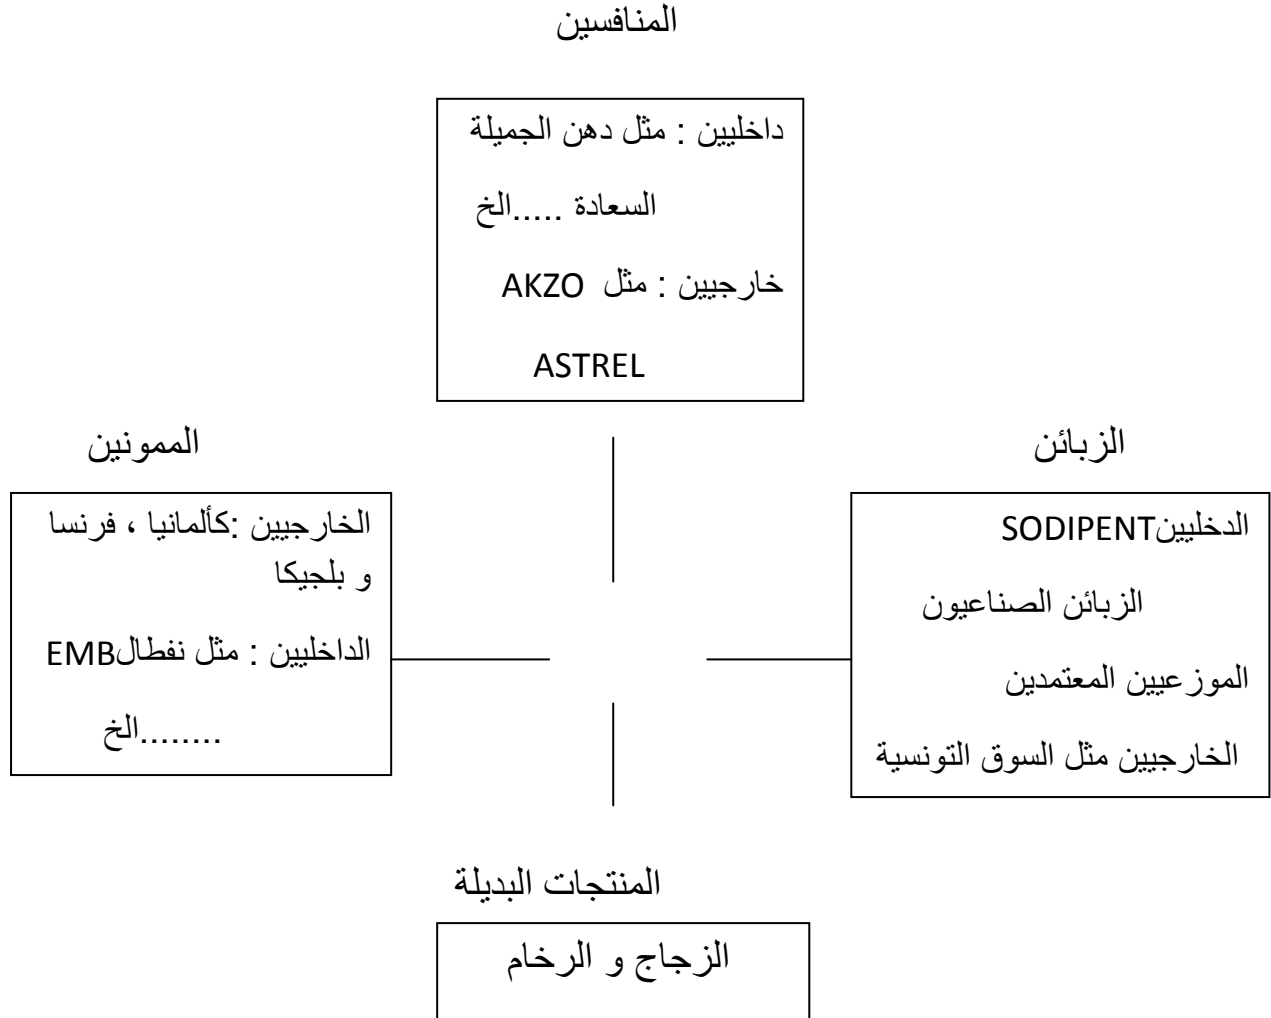 المنافسين
داخليين : مثل دهن الجميلة
السعادة .....الخ
خارجيين : مثل AKZO
ASTREL
الزبائن
الدخليينSODIPENT
الزبائن الصناعيون
الموزعيين المعتمدين
الخارجيين مثل السوق التونسية
الممونين
الخارجيين :كألمانيا ، فرنسا
و بلجيكا
الداخليين : مثل نفطالEMB
........الخ
المنتجات البديلة
الزجاج و الرخام